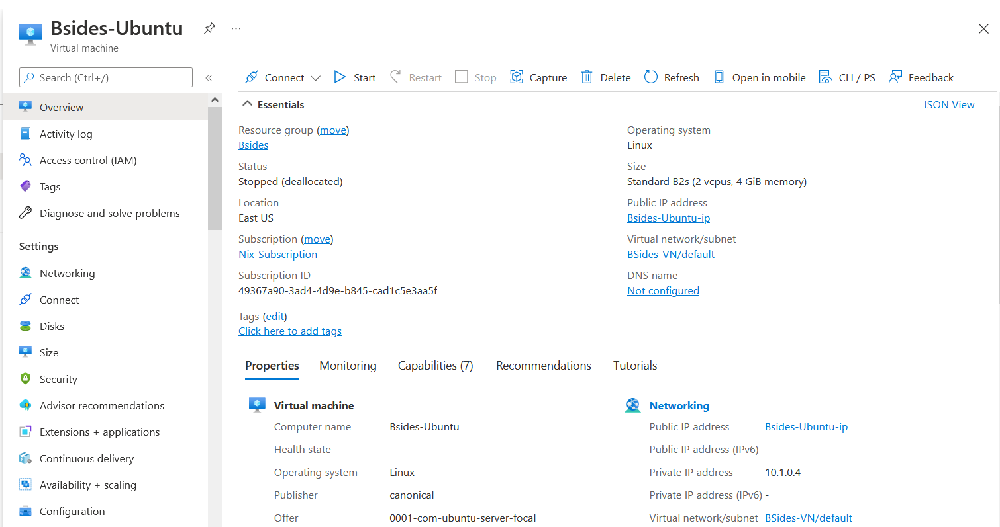 Bsides-Ubuntu
Virtual machine
Search (Ctrl+/)
Overview
Activity log
Access control (IAM)
Tags
Diagnose and solve problems
Settings
Networking
Connect
Disks
Size
Security
Advisor recommendations
Extensions + applications
Continuous delivery
Availability + scaling
Configuration
Connect Start Restart Stop Capture Delete Refresh Open in mobile CLI / PS Feedback
Essentials
JSON View
Resource group (move)
Bsides
Status
Stopped (deallocated)
Location
East US
Subscription (move)
Nix-Subscription
Subscription ID
49367a90-3ad4-4d9e-b845-cad1c5e3aa5f
Operating system
Linux
Size
Standard B2s (2 vcpus, 4 GiB memory)
Public IP address
Bsides-Ubuntu-ip
Virtual network/subnet
BSides-VN/default
DNS name
Not configured
Tags (edit)
Click here to add tags
Properties Monitoring Capabilities (7) Recommendations Tutorials
Virtual machine
Computer name Bsides-Ubuntu
Health state -
Operating system Linux
Publisher canonical
Offer 0001-com-ubuntu-server-focal
Networking
Public IP address Bsides-Ubuntu-ip
Public IP address (IPv6) -
Private IP address 10.1.0.4
Private IP address (IPv6) -
Virtual network/subnet BSides-VN/default